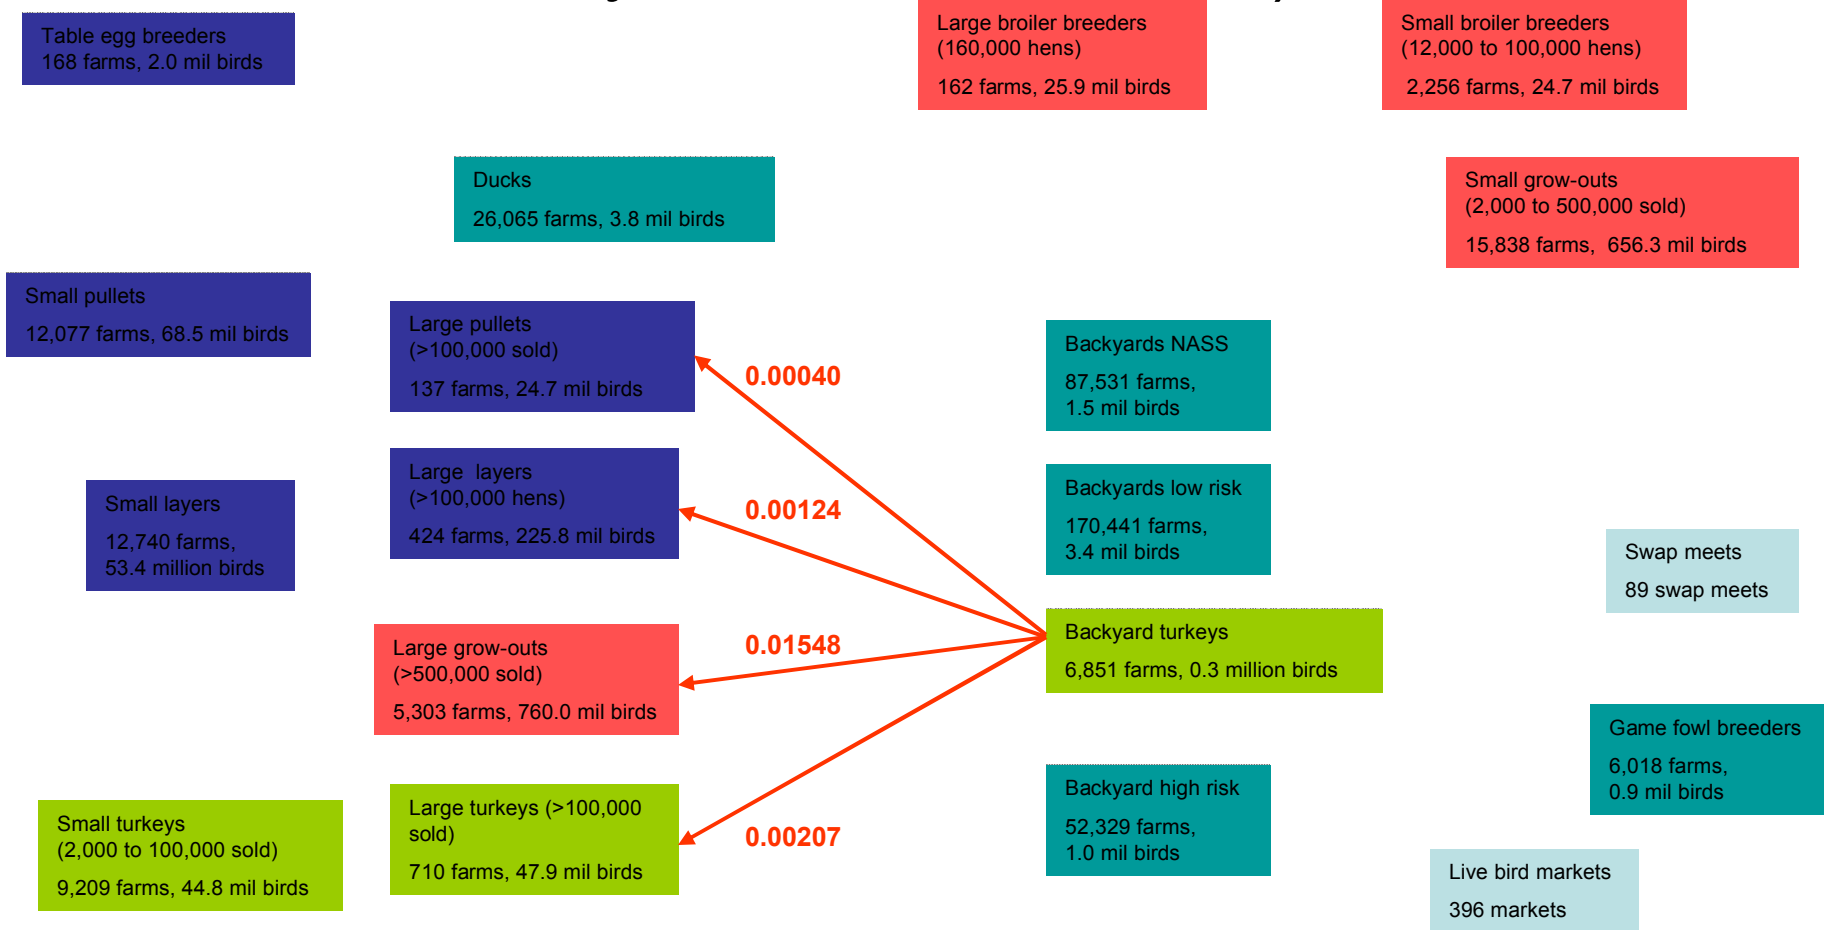 Table egg breeders
168 farms, 2.0 mil birds
Large broiler breeders
(160,000 hens)
162 farms, 25.9 mil birds
Small broiler breeders
(12,000 to 100,000 hens)
2,256 farms, 24.7 mil birds
Ducks
26,065 farms, 3.8 mil birds
Small grow-outs
(2,000 to 500,000 sold)
15,838 farms, 656.3 mil birds
Small pullets
12,077 farms, 68.5 mil birds
Large pullets
(>100,000 sold)
137 farms, 24.7 mil birds
0.00040
Backyards NASS
87,531 farms,
1.5 mil birds
Small layers
12,740 farms,
53.4 million birds
Large layers
(>100,000 hens)
424 farms, 225.8 mil birds
0.00124
Backyards low risk
170,441 farms,
3.4 mil birds
Swap meets
89 swap meets
Large grow-outs
(>500,000 sold)
5,303 farms, 760.0 mil birds
0.01548
Backyard turkeys
6,851 farms, 0.3 million birds
Game fowl breeders
6,018 farms,
0.9 mil birds
Small turkeys
(2,000 to 100,000 sold)
9,209 farms, 44.8 mil birds
Large turkeys (>100,000
sold)
710 farms, 47.9 mil birds
0.00207
Backyard high risk
52,329 farms,
1.0 mil birds
Live bird markets
396 markets